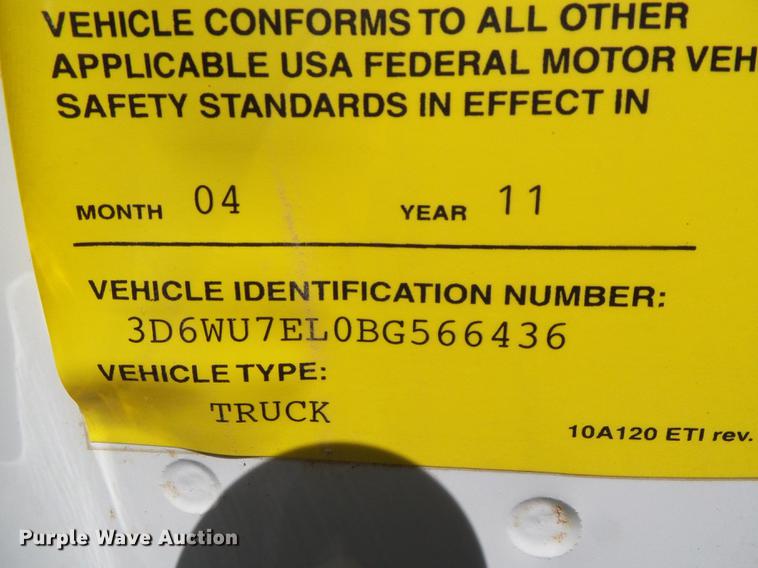 VEHICLE CONFORMS TO ALL OTHER
APPLICABLE USA FEDERAL MOTOR VEH
SAFETY STANDARDS IN EFFECT IN
MONTH 04 YEAR 11
VEHICLE IDENTIFICATION NUMBER:
3D6WU7EL0BG566436
VEHICLE TYPE:
TRUCK
10A120 ETI rev.
Purple Wave Auction